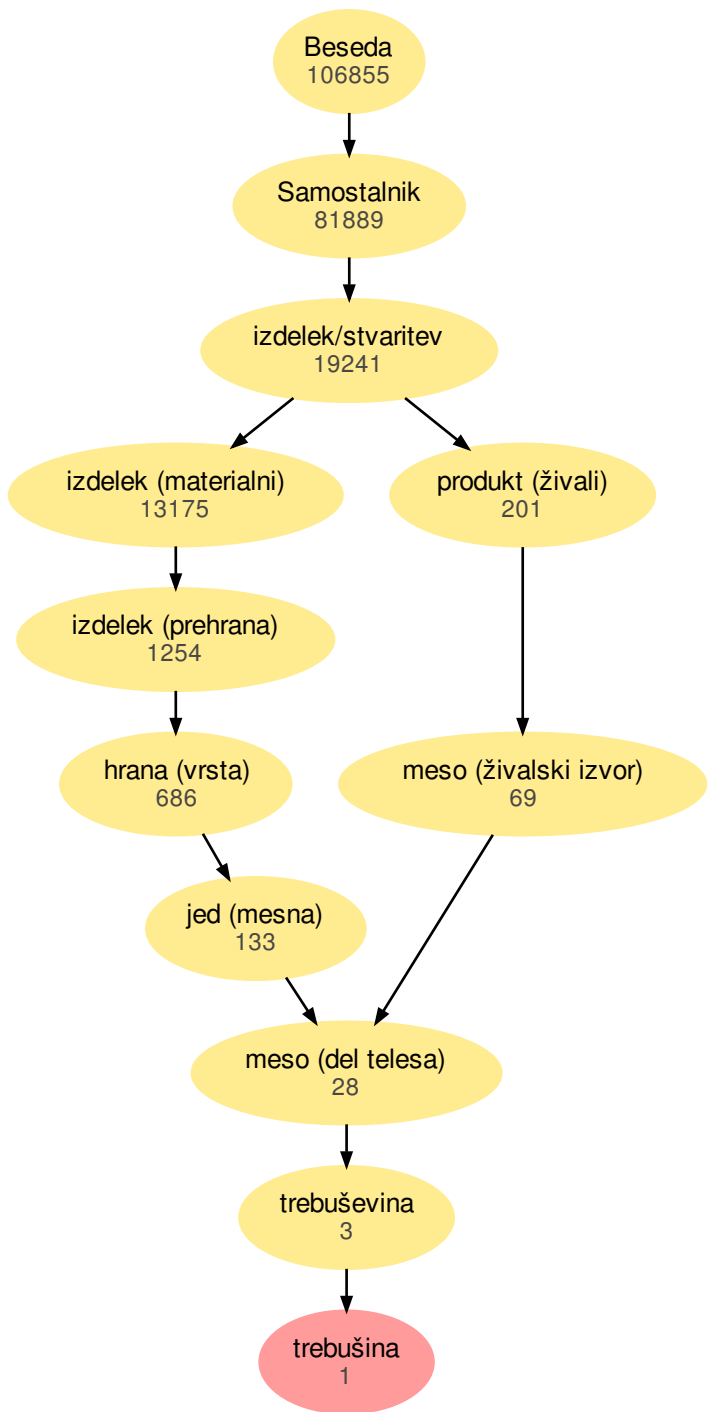 Beseda
106855
Samostalnik
81889
izdelek/stvaritev
19241
izdelek (materialni)
13175
produkt (živali)
201
izdelek (prehrana)
1254
hrana (vrsta)
686
meso (živalski izvor)
69
jed (mesna)
133
meso (del telesa)
28
trebuševina
3
trebušina
1